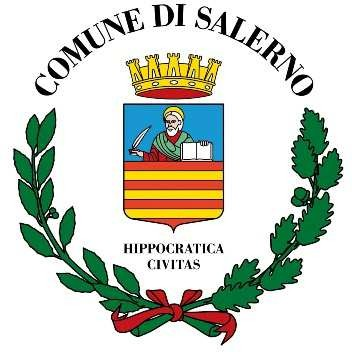 COMUNE DI SALERNO
HIPPOCRATICA
CIVITAS